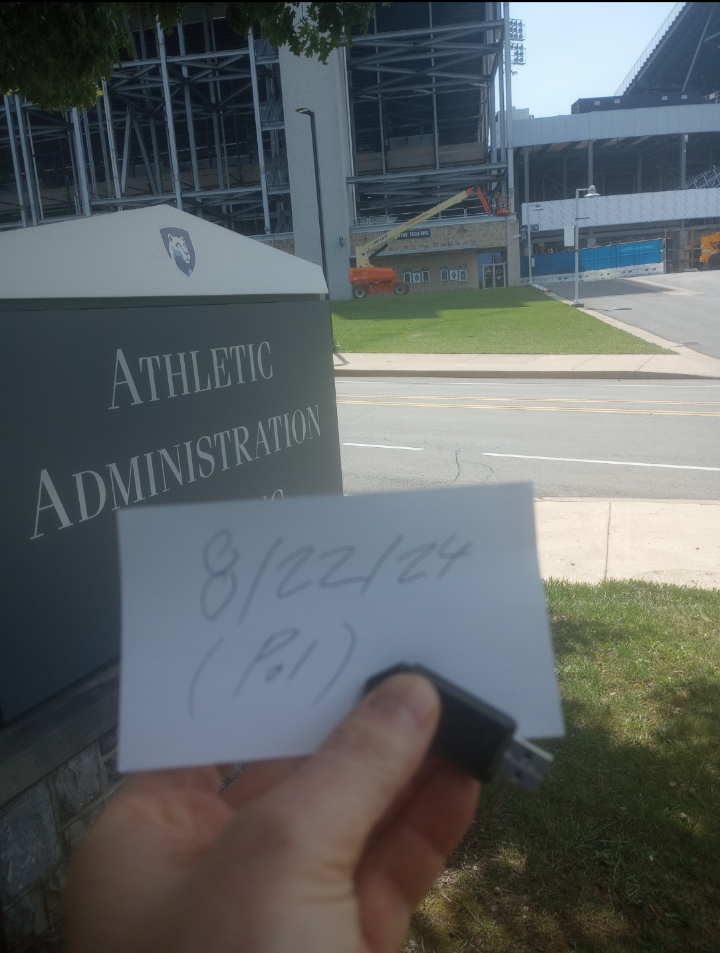 ATHLETIC
ADMINISTRATION
8/22/24
(Pol)